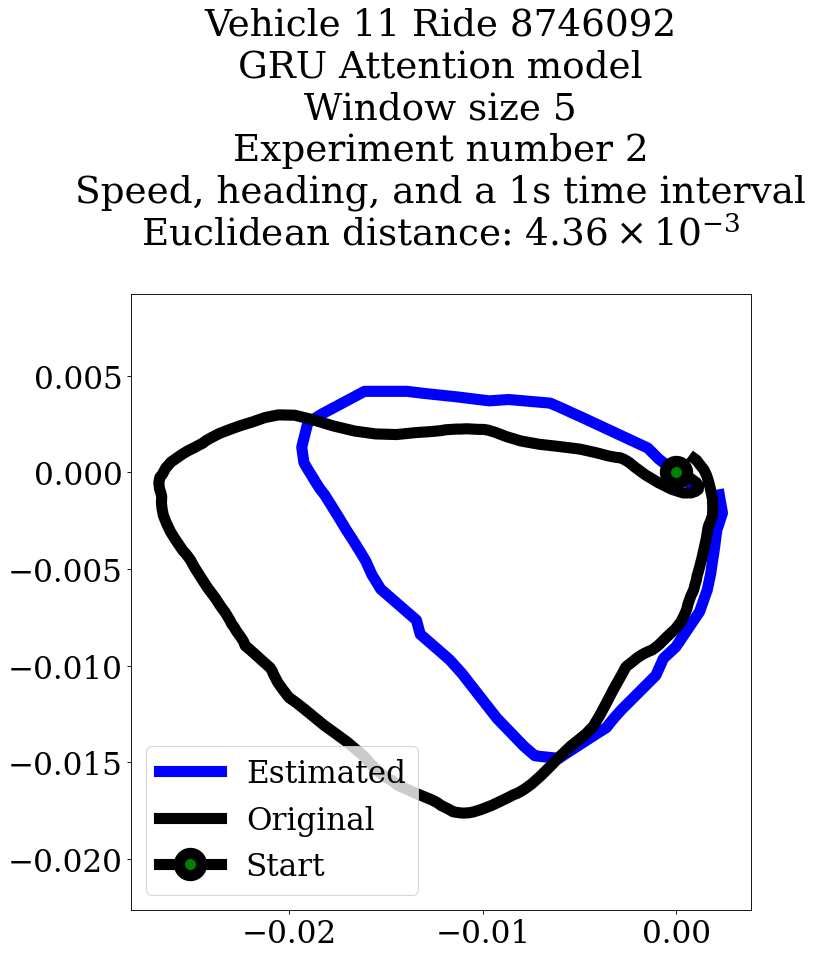 Vehicle 11 Ride 8746092
GRU Attention model
Window size 5
Experiment number 2
Speed, heading, and a 1s time interval
Euclidean distance: 4.36 × 10⁻³
0.005
0.000
−0.005
−0.010
−0.015
−0.020
Estimated
Original
Start
−0.02 −0.01 0.00